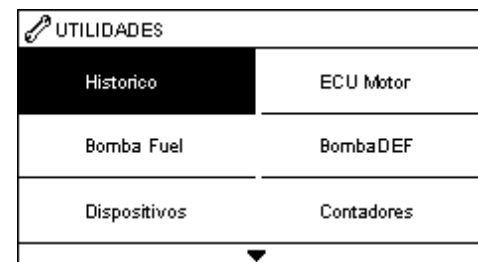 UTILIDADES
Historico
ECU Motor
Bomba Fuel
BombaDEF
Dispositivos
Contadores